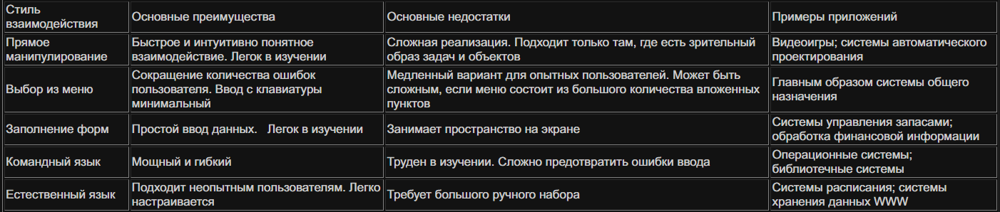 Стиль
взаимодействия
Основные преимущества
Основные недостатки
Примеры приложений
Прямое
манипулирование
Быстрое и интуитивно понятное
взаимодействие. Легок в изучении
Сложная реализация. Подходит только там, где есть зрительный
образ задач и объектов
Видеоигры; системы автоматического
проектирования
Выбор из меню
Сокращение количества ошибок
пользователя. Ввод с клавиатуры
минимальный
Медленный вариант для опытных пользователей. Может быть
сложным, если меню состоит из большого количества вложенных
пунктов
Главным образом системы общего
назначения
Заполнение форм
Простой ввод данных. Легок в изучении
Занимает пространство на экране
Системы управления запасами;
обработка финансовой информации
Командный язык
Мощный и гибкий
Труден в изучении. Сложно предотвратить ошибки ввода
Операционные системы;
библиотечные системы
Естественный язык
Подходит неопытным пользователям. Легко
настраивается
Требует большого ручного набора
Системы расписания; системы
хранения данных WWW